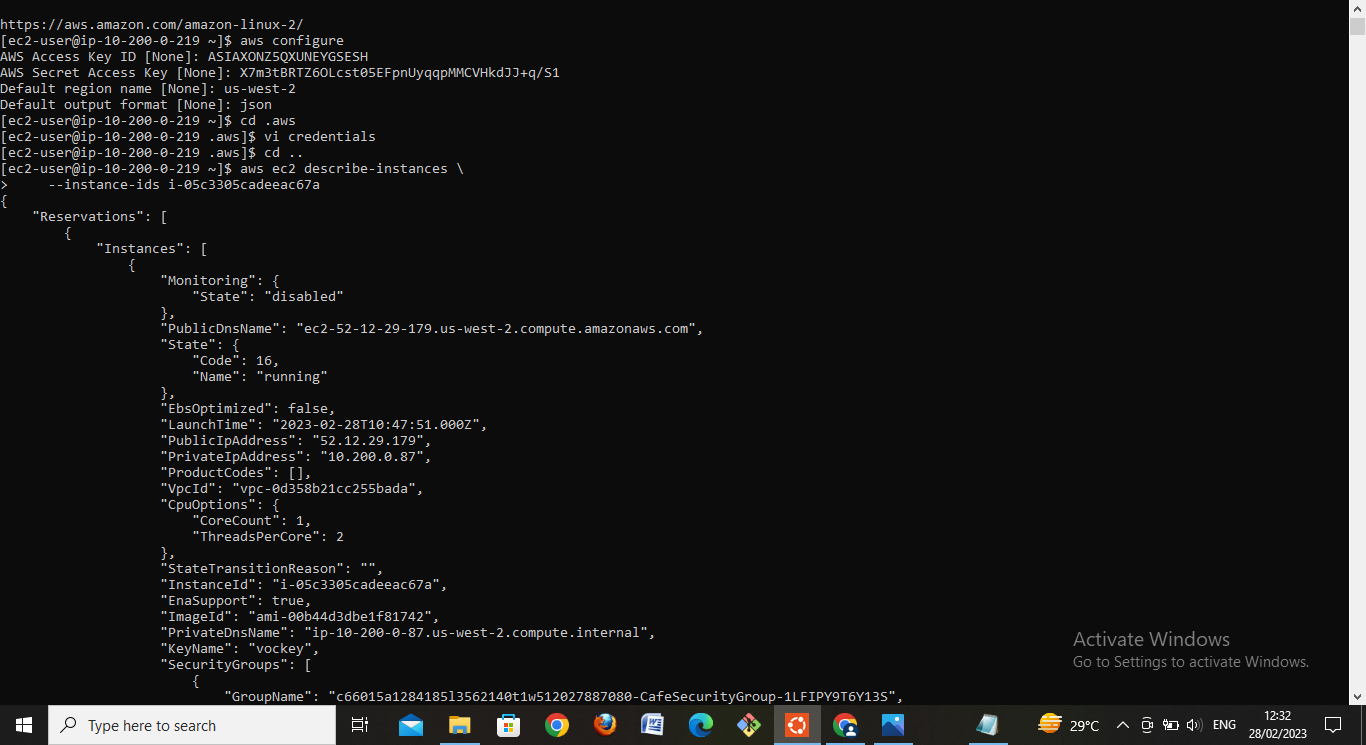 https://aws.amazon.com/amazon-linux-2/
[ec2-user@ip-10-200-0-219 ~]$ aws configure
AWS Access Key ID [None]: ASIAXONZ5QXUNEYGSESH
AWS Secret Access Key [None]: X7m3tBRTZ6OLcst05EFpnUyqqpMMCVHkdJJ+q/S1
Default region name [None]: us-west-2
Default output format [None]: json
[ec2-user@ip-10-200-0-219 ~]$ cd .aws
[ec2-user@ip-10-200-0-219 .aws]$ vi credentials
[ec2-user@ip-10-200-0-219 .aws]$ cd ..
[ec2-user@ip-10-200-0-219 ~]$ aws ec2 describe-instances \
>     --instance-ids i-05c3305cadeeac67a
{
    "Reservations": [
        {
            "Instances": [
                {
                    "Monitoring": {
                        "State": "disabled"
                    },
                    "PublicDnsName": "ec2-52-12-29-179.us-west-2.compute.amazonaws.com",
                    "State": {
                        "Code": 16,
                        "Name": "running"
                    },
                    "EbsOptimized": false,
                    "LaunchTime": "2023-02-28T10:47:51.000Z",
                    "PublicIpAddress": "52.12.29.179",
                    "PrivateIpAddress": "10.200.0.87",
                    "ProductCodes": [],
                    "VpcId": "vpc-0d358b21cc255bada",
                    "CpuOptions": {
                        "CoreCount": 1,
                        "ThreadsPerCore": 2
                    },
                    "StateTransitionReason": "",
                    "InstanceId": "i-05c3305cadeeac67a",
                    "EnaSupport": true,
                    "ImageId": "ami-00b44d3dbe1f81742",
                    "PrivateDnsName": "ip-10-200-0-87.us-west-2.compute.internal",
                    "KeyName": "vockey",
                    "SecurityGroups": [
                        {
                            "GroupName": "c66015a1284185l3562140t1w512027887080-CafeSecurityGroup-1LFIPY9T6Y13S",
Activate Windows
Go to Settings to activate Windows.
Type here to search
29°C
ENG
12:32
28/02/2023